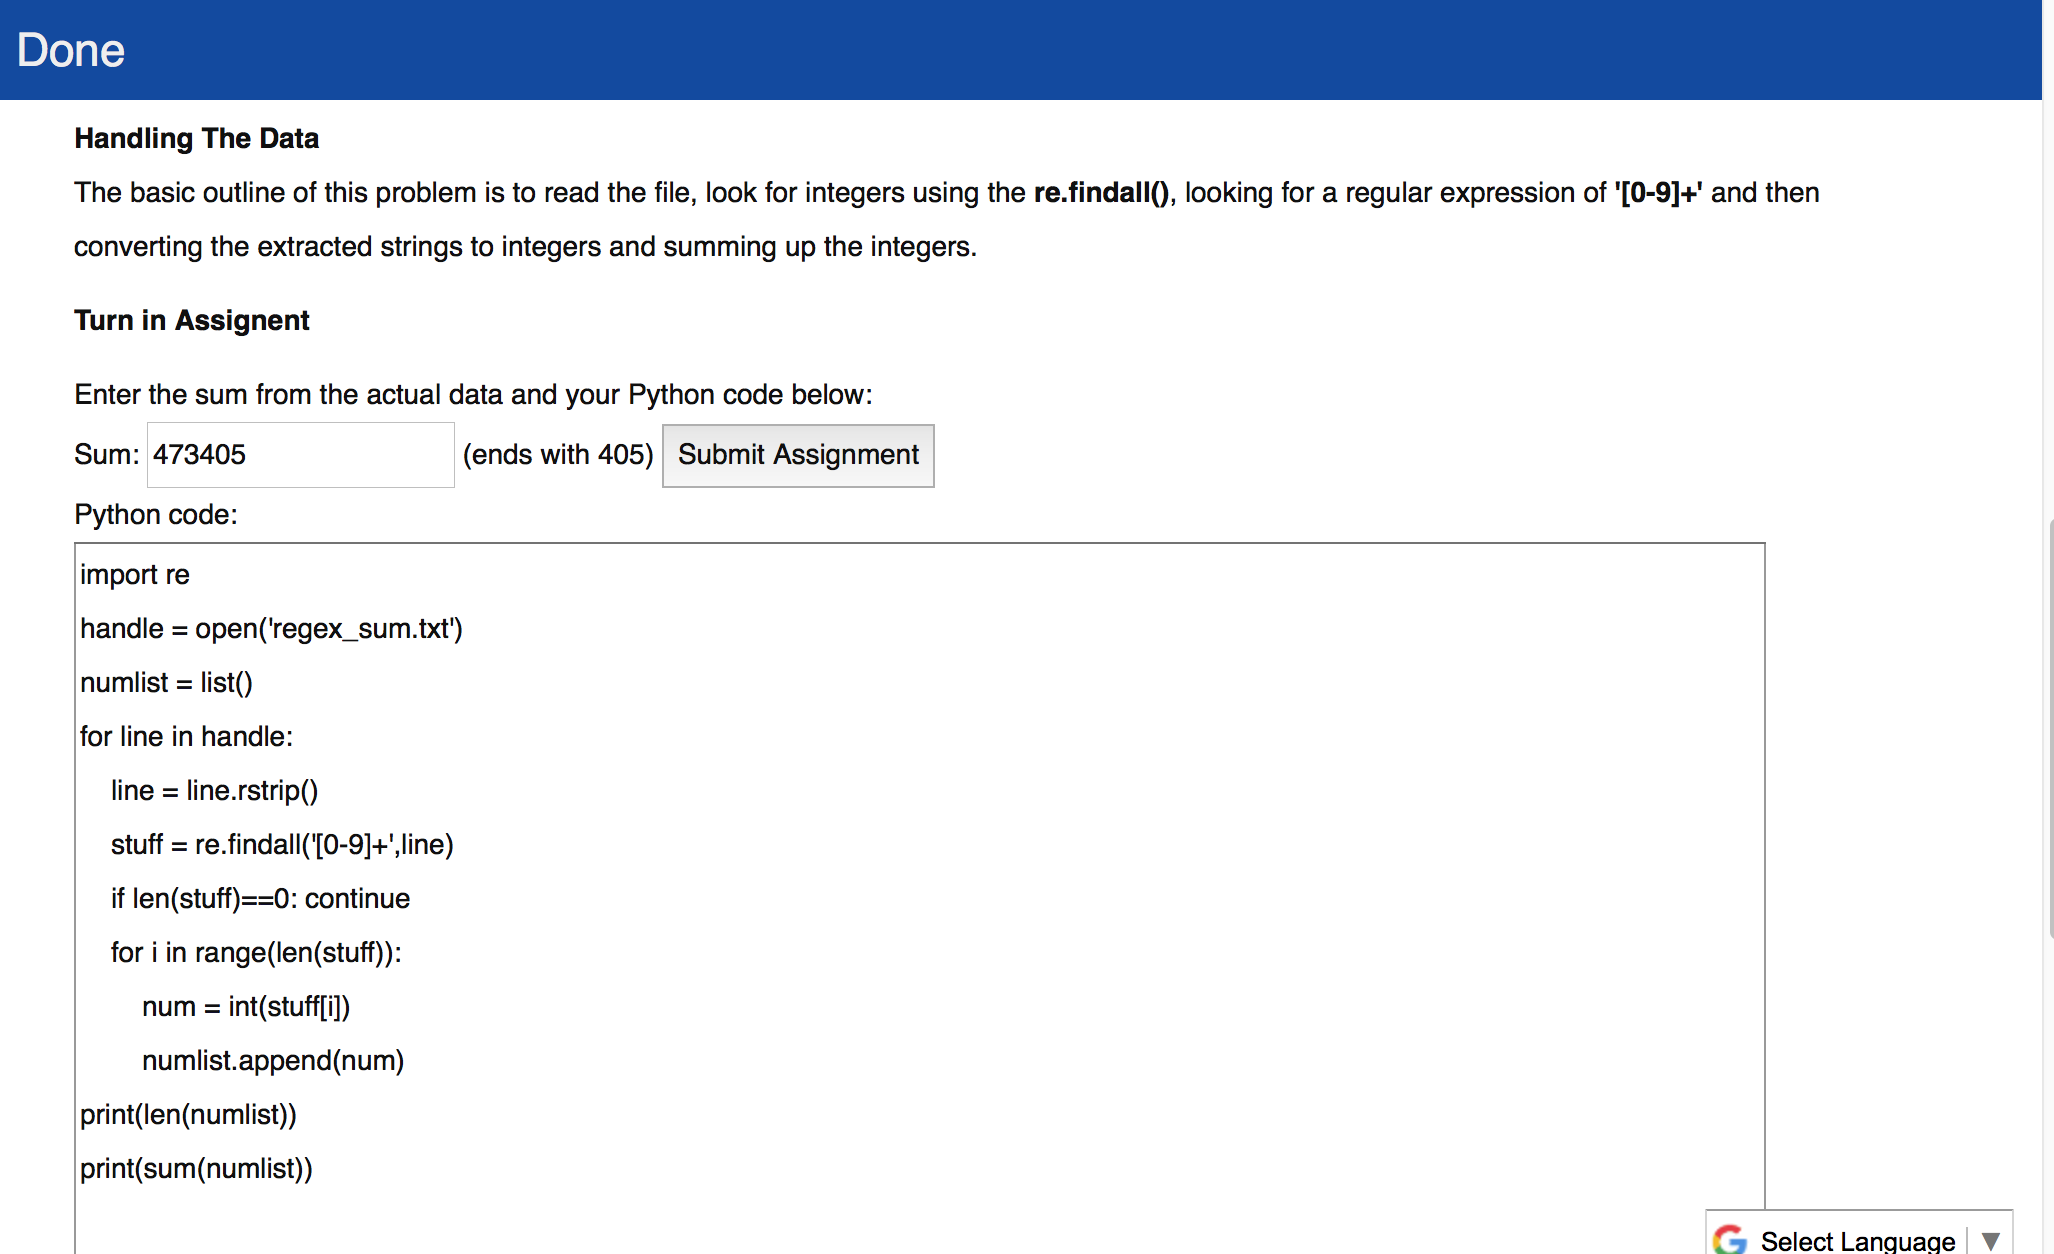 Done
Handling The Data
The basic outline of this problem is to read the file, look for integers using the re.findall(), looking for a regular expression of '[0-9]+' and then
converting the extracted strings to integers and summing up the integers.
Turn in Assignent
Enter the sum from the actual data and your Python code below:
Sum: 473405 (ends with 405) Submit Assignment
Python code:
import re
handle = open('regex_sum.txt')
numlist = list()
for line in handle:
    line = line.rstrip()
    stuff = re.findall('[0-9]+',line)
    if len(stuff)==0: continue
    for i in range(len(stuff)):
        num = int(stuff[i])
        numlist.append(num)
print(len(numlist))
print(sum(numlist))
G Select Language ▼